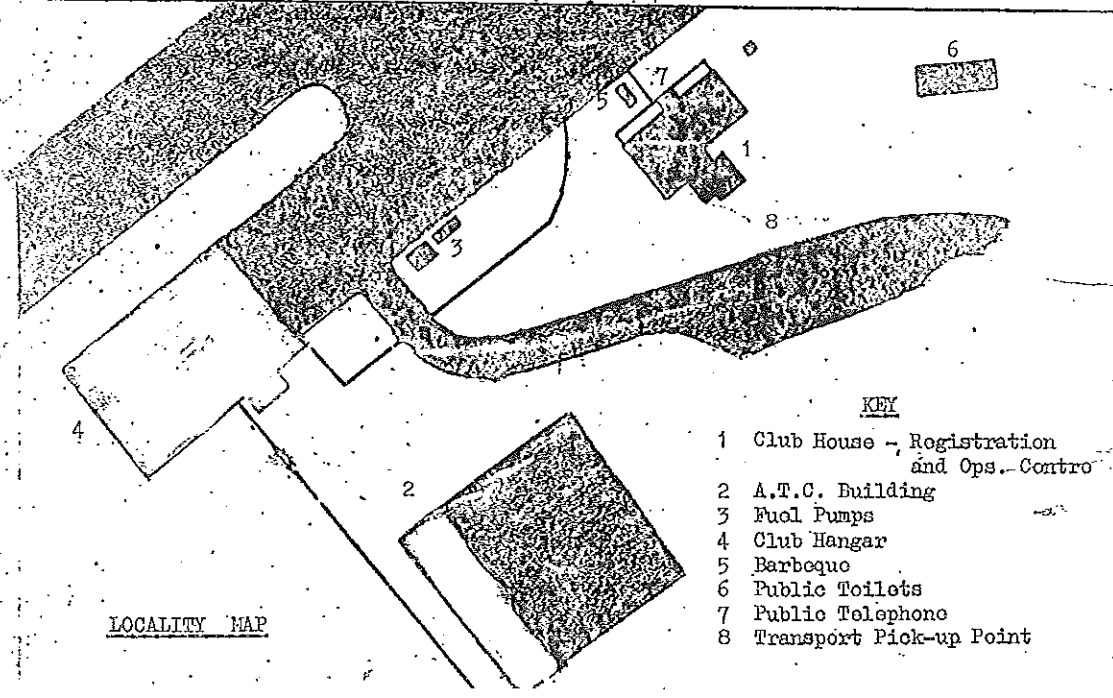 6
5
7
1
8
3
4
2
KEY
1 Club House - Registration
and Ops.-Contro
2 A.T.C. Building
3 Fuel Pumps
4 Club Hangar
5 Barbeque
6 Public Toilets
7 Public Telephone
8 Transport Pick-up Point
LOCALITY MAP